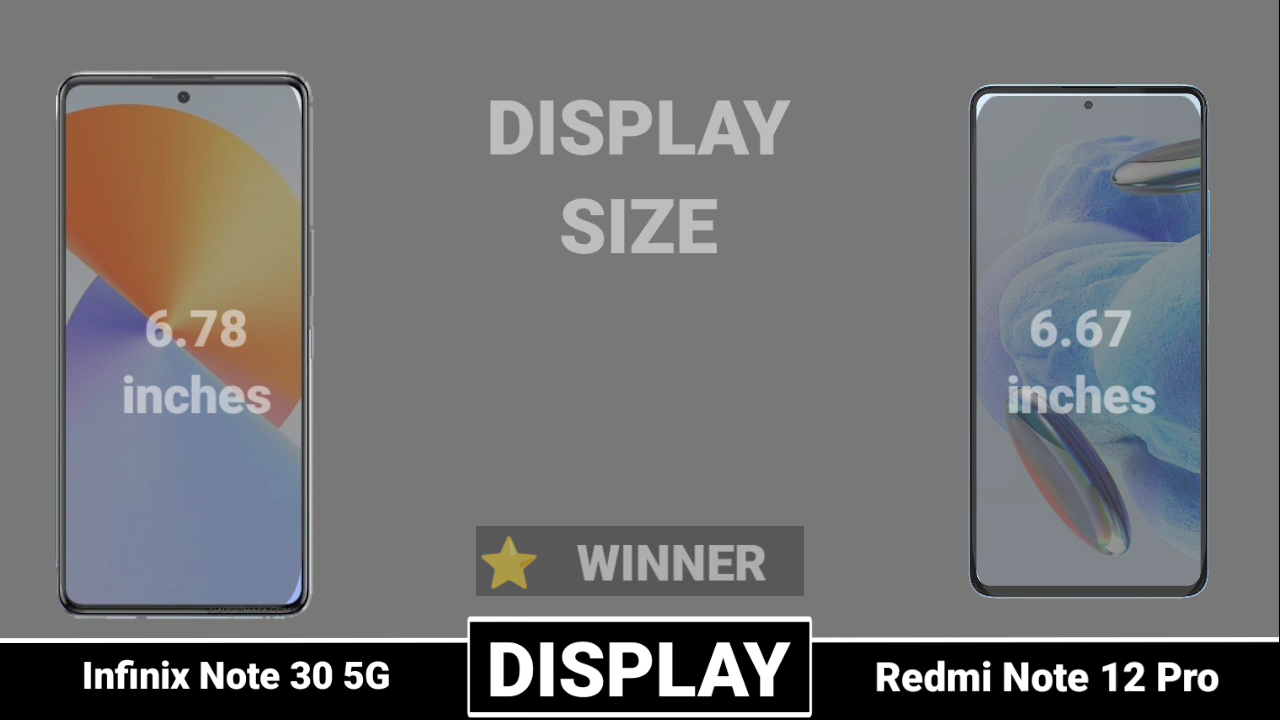 DISPLAY
SIZE
6.78
inches
6.67
inches
WINNER
Infinix Note 30 5G
DISPLAY
Redmi Note 12 Pro